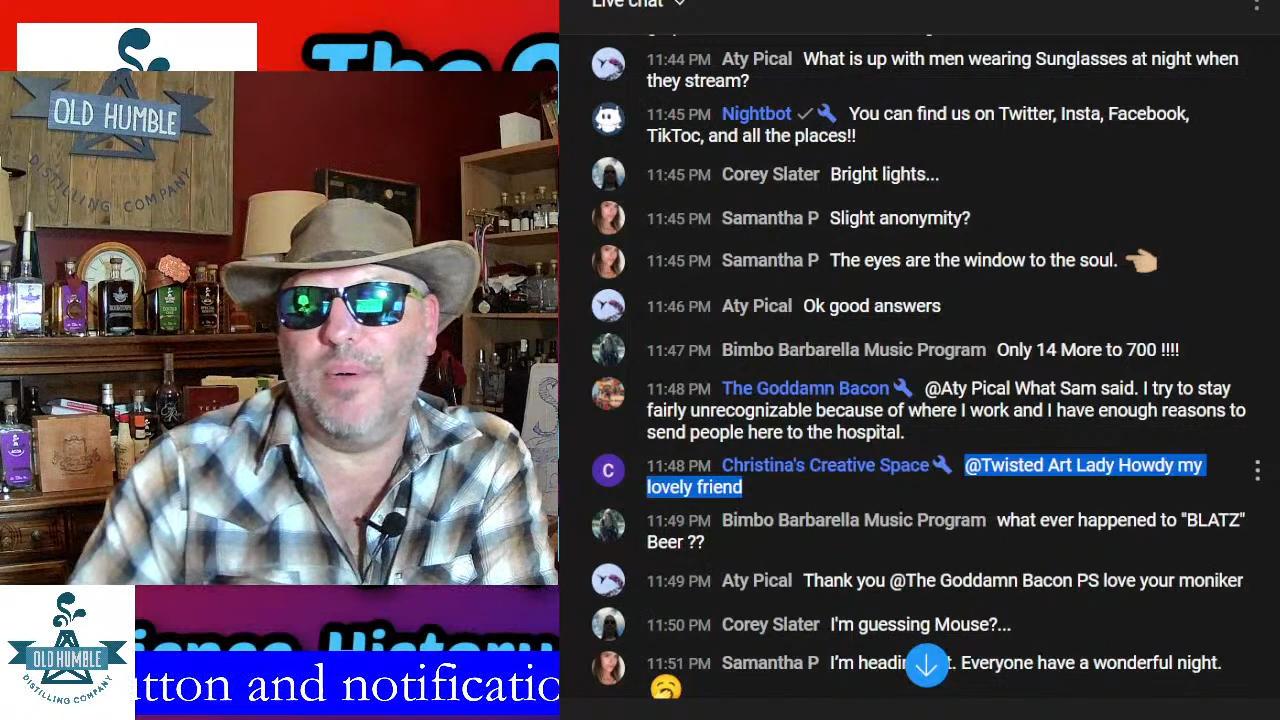 The
OLD HUMBLE
DISTILLING COMPANY
OLD HUMBLE
DISTILLING COMPANY
History
utton and notificatio
Live chat
11:44 PM Aty Pical What is up with men wearing Sunglasses at night when
they stream?
11:45 PM Nightbot You can find us on Twitter, Insta, Facebook,
TikToc, and all the places!!
11:45 PM Corey Slater Bright lights...
11:45 PM Samantha P Slight anonymity?
11:45 PM Samantha P The eyes are the window to the soul.
11:46 PM Aty Pical Ok good answers
11:47 PM Bimbo Barbarella Music Program Only 14 More to 700 !!!!
11:48 PM The Goddamn Bacon @Aty Pical What Sam said. I try to stay
fairly unrecognizable because of where I work and I have enough reasons to
send people here to the hospital.
C
11:48 PM Christina's Creative Space @Twisted Art Lady Howdy my
lovely friend
11:49 PM Bimbo Barbarella Music Program what ever happened to "BLATZ"
Beer ??
11:49 PM Aty Pical Thank you @The Goddamn Bacon PS love your moniker
11:50 PM Corey Slater I'm guessing Mouse?...
11:51 PM Samantha P I'm headin t. Everyone have a wonderful night.